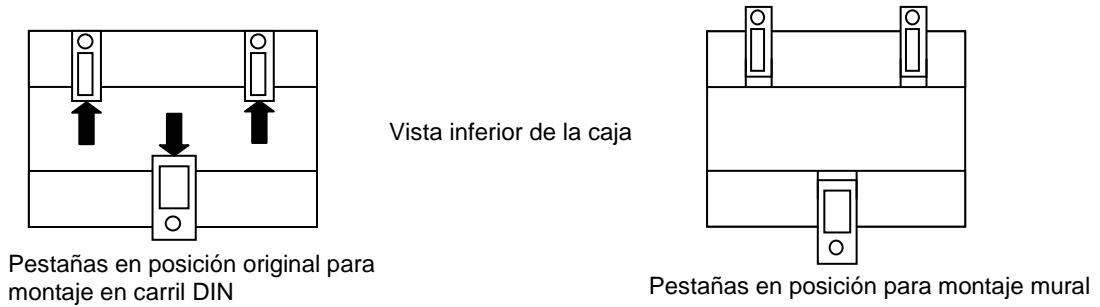 Vista inferior de la caja
Pestañas en posición original para
montaje en carril DIN
Pestañas en posición para montaje mural